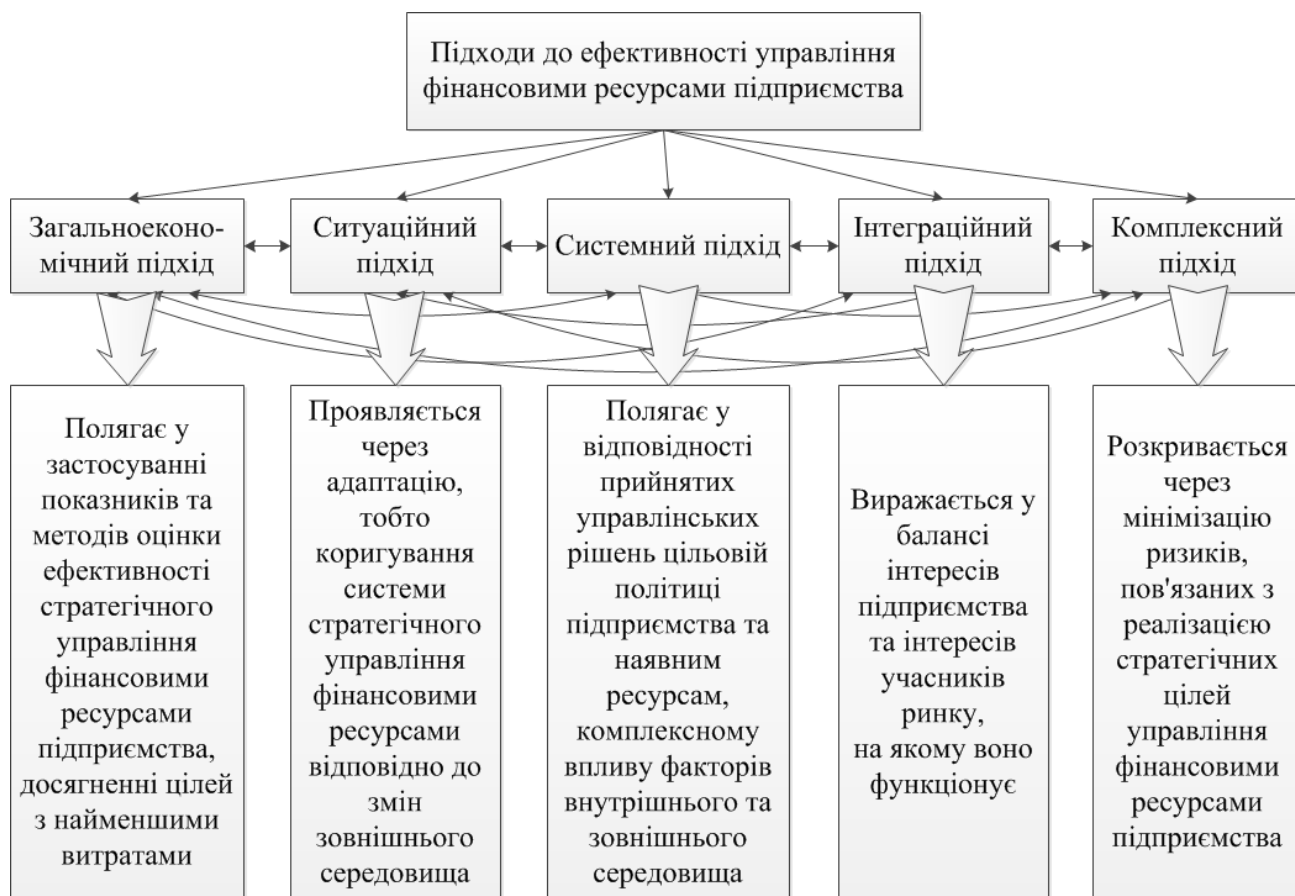 Підходи до ефективності управління
фінансовими ресурсами підприємства
Загальноеконо-
мічний підхід
Ситуаційний
підхід
Системний підхід
Інтеграційний
підхід
Комплексний
підхід
Полягає у
застосуванні
показників та
методів оцінки
ефективності
стратегічного
управління
фінансовими
ресурсами
підприємства,
досягненні цілей
з найменшими
витратами
Проявляється
через
адаптацію,
тобто
коригування
системи
стратегічного
управління
фінансовими
ресурсами
відповідно до
змін
зовнішнього
середовища
Полягає у
відповідності
прийнятих
управлінських
рішень цільовій
політиці
підприємства та
наявним
ресурсам,
комплексному
впливу факторів
внутрішнього та
зовнішнього
середовища
Виражається у
балансі
інтересів
підприємства
та інтересів
учасників
ринку,
на якому воно
функціонує
Розкривається
через
мінімізацію
ризиків,
пов'язаних з
реалізацією
стратегічних
цілей
управління
фінансовими
ресурсами
підприємства